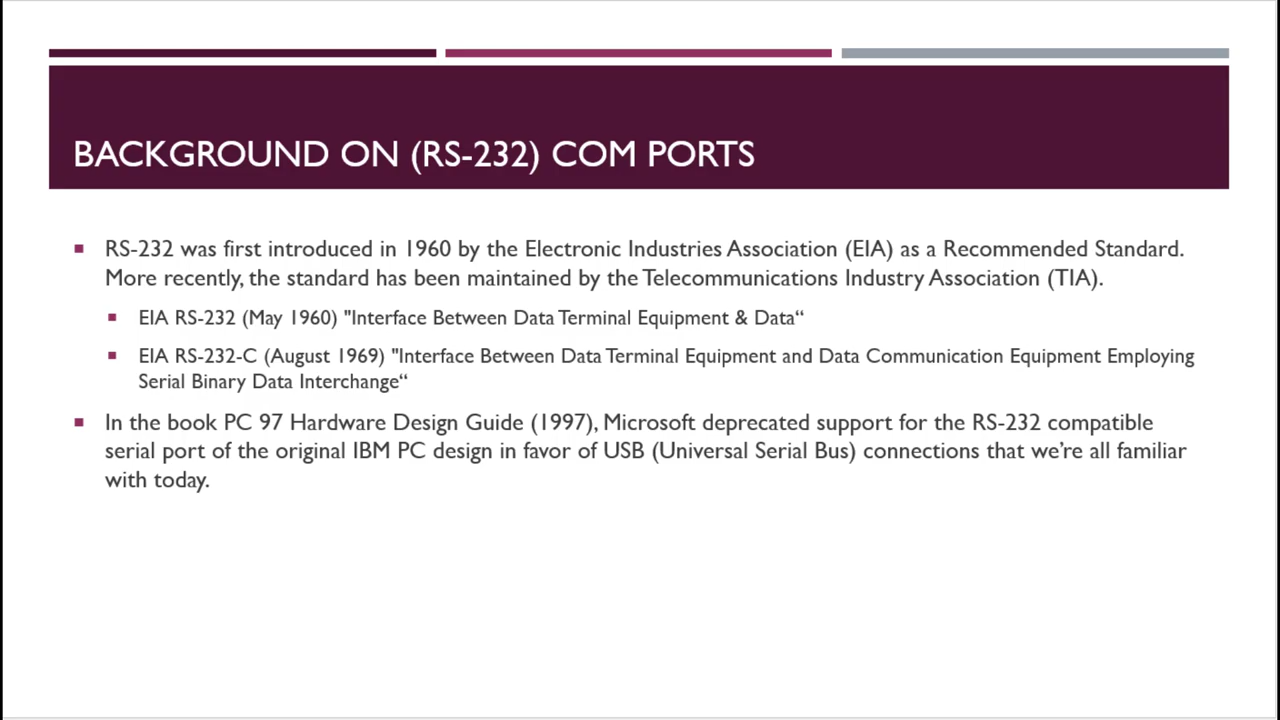 BACKGROUND ON (RS-232) COM PORTS
RS-232 was first introduced in 1960 by the Electronic Industries Association (EIA) as a Recommended Standard.
More recently, the standard has been maintained by the Telecommunications Industry Association (TIA).
EIA RS-232 (May 1960) "Interface Between Data Terminal Equipment & Data“
EIA RS-232-C (August 1969) "Interface Between Data Terminal Equipment and Data Communication Equipment Employing
Serial Binary Data Interchange“
In the book PC 97 Hardware Design Guide (1997), Microsoft deprecated support for the RS-232 compatible
serial port of the original IBM PC design in favor of USB (Universal Serial Bus) connections that we’re all familiar
with today.